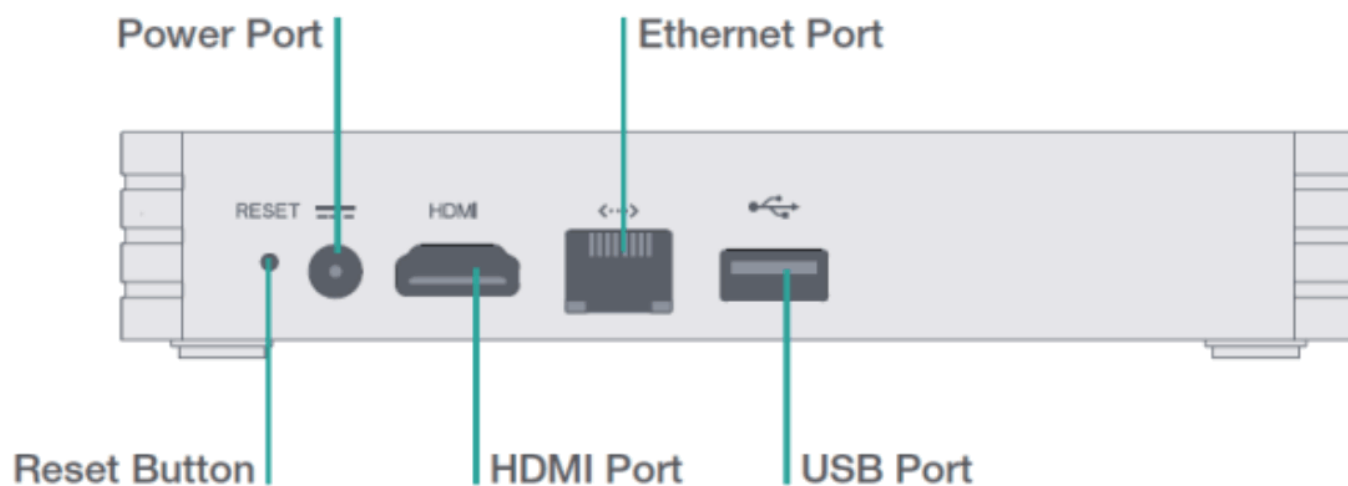 Power Port
Ethernet Port
RESET
HDMI
Reset Button
HDMI Port
USB Port